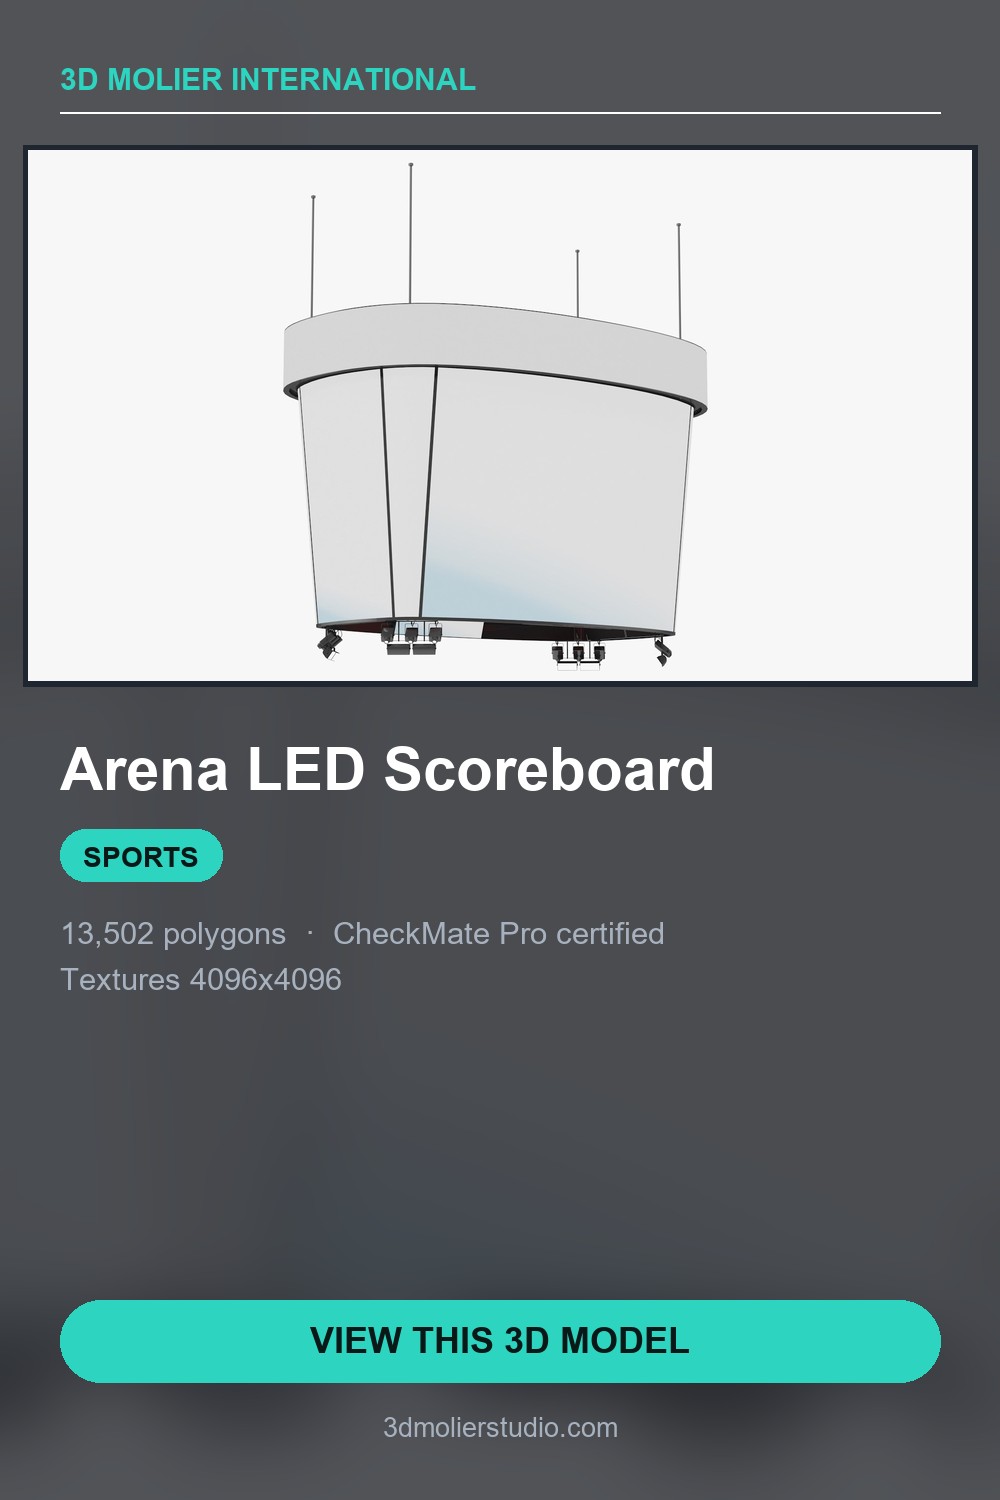 3D MOLIER INTERNATIONAL
Arena LED Scoreboard
SPORTS
13,502 polygons · CheckMate Pro certified
Textures 4096x4096
VIEW THIS 3D MODEL
3dmolierstudio.com